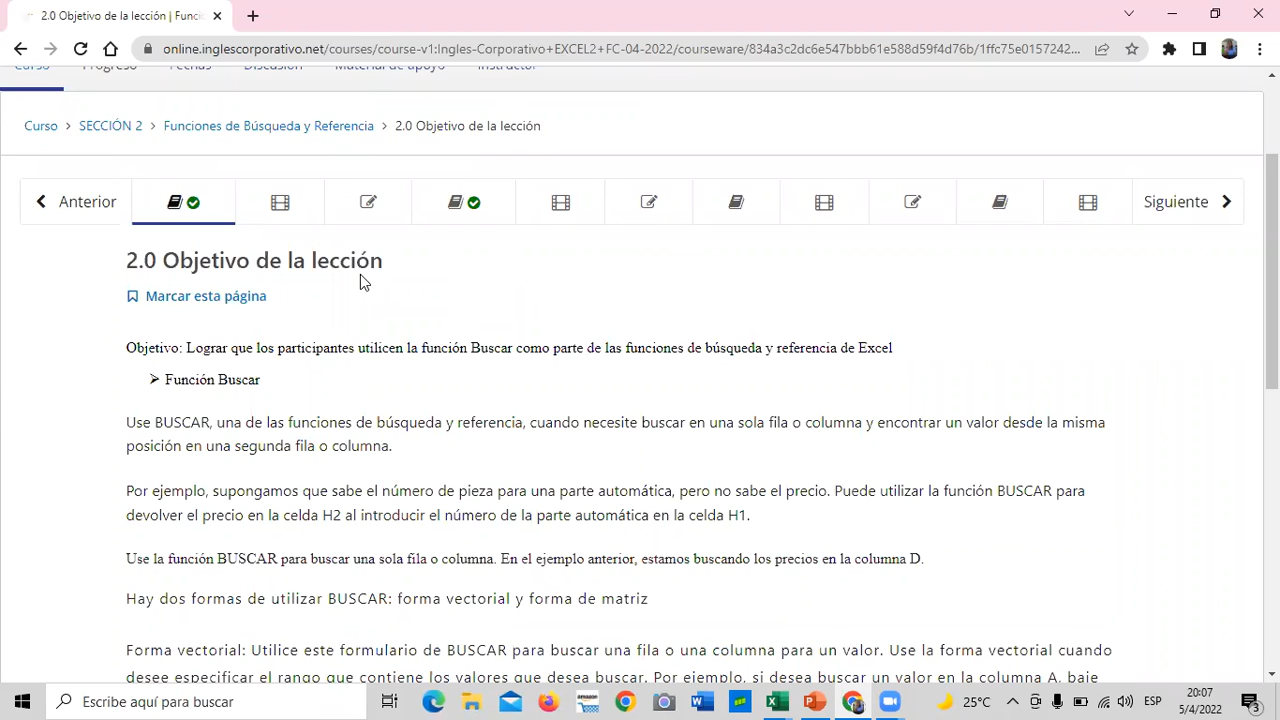 2.0 Objetivo de la lección | Funci
online.inglescorporativo.net/courses/course-v1:Ingles-Corporativo+EXCEL2+FC-04-2022/courseware/834a3c2dc6e547bbb61e588d59f4d76b/1ffc75e0157242...
Curso Progreso Fechas Discusión Material de apoyo Instructor
Curso > SECCIÓN 2 > Funciones de Búsqueda y Referencia > 2.0 Objetivo de la lección
Anterior Siguiente
2.0 Objetivo de la lección
Marcar esta página
Objetivo: Lograr que los participantes utilicen la función Buscar como parte de las funciones de búsqueda y referencia de Excel
➢ Función Buscar
Use BUSCAR, una de las funciones de búsqueda y referencia, cuando necesite buscar en una sola fila o columna y encontrar un valor desde la misma
posición en una segunda fila o columna.
Por ejemplo, supongamos que sabe el número de pieza para una parte automática, pero no sabe el precio. Puede utilizar la función BUSCAR para
devolver el precio en la celda H2 al introducir el número de la parte automática en la celda H1.
Use la función BUSCAR para buscar una sola fila o columna. En el ejemplo anterior, estamos buscando los precios en la columna D.
Hay dos formas de utilizar BUSCAR: forma vectorial y forma de matriz
Forma vectorial: Utilice este formulario de BUSCAR para buscar una fila o una columna para un valor. Use la forma vectorial cuando
desee especificar el rango que contiene los valores que desea buscar. Por ejemplo, si desea buscar un valor en la columna A, baje
Escribe aquí para buscar
amazon
25°C
ESP
20:07
5/4/2022
3